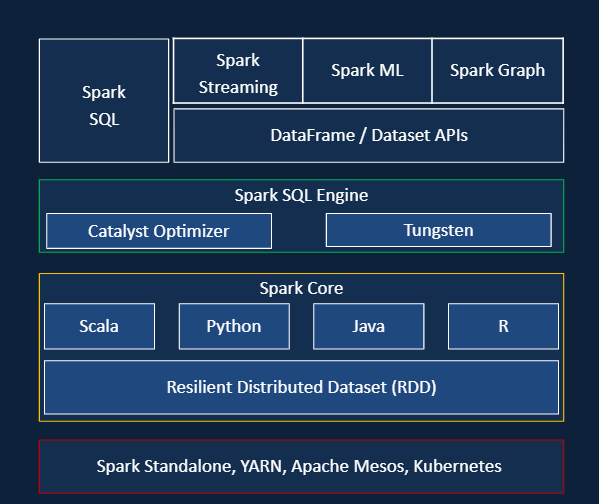 Spark
SQL
Spark
Streaming
Spark ML
Spark Graph
DataFrame / Dataset APIs
Spark SQL Engine
Catalyst Optimizer
Tungsten
Spark Core
Scala
Python
Java
R
Resilient Distributed Dataset (RDD)
Spark Standalone, YARN, Apache Mesos, Kubernetes